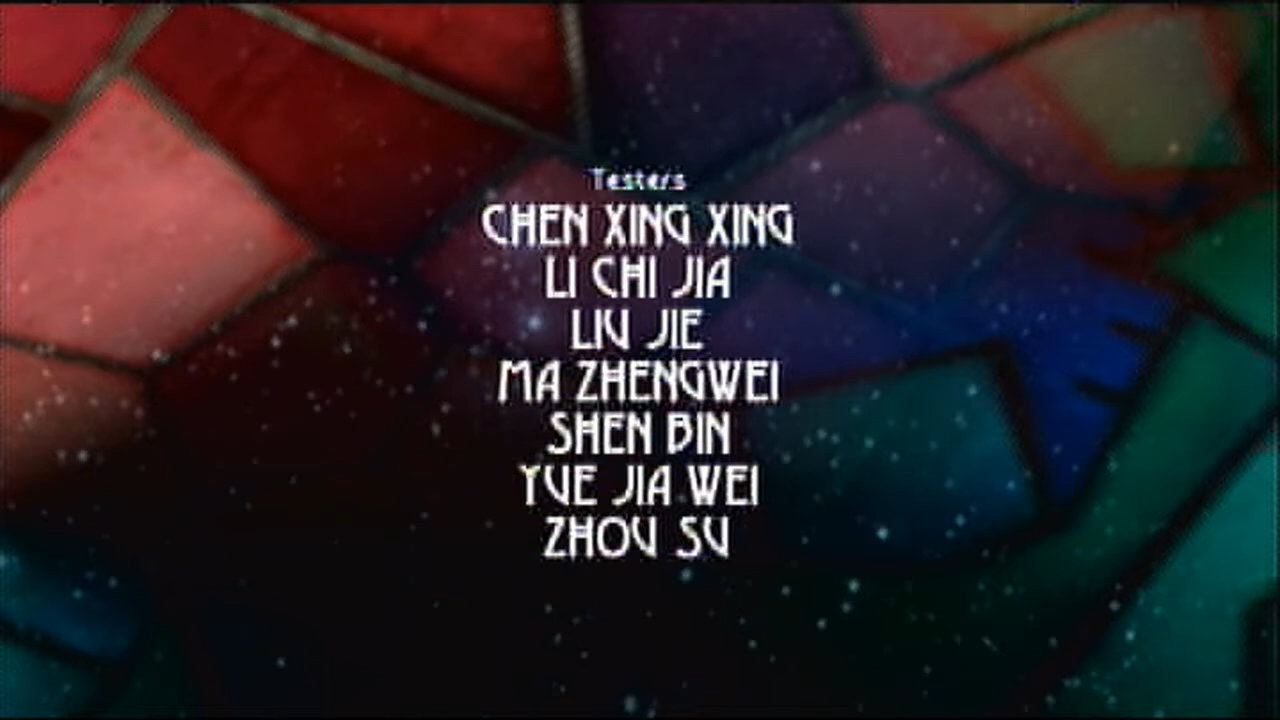 Testers
CHEN XING XING
LI CHI JIA
LIU JIE
MA ZHENGWEI
SHEN BIN
YUE JIA WEI
ZHOU SU